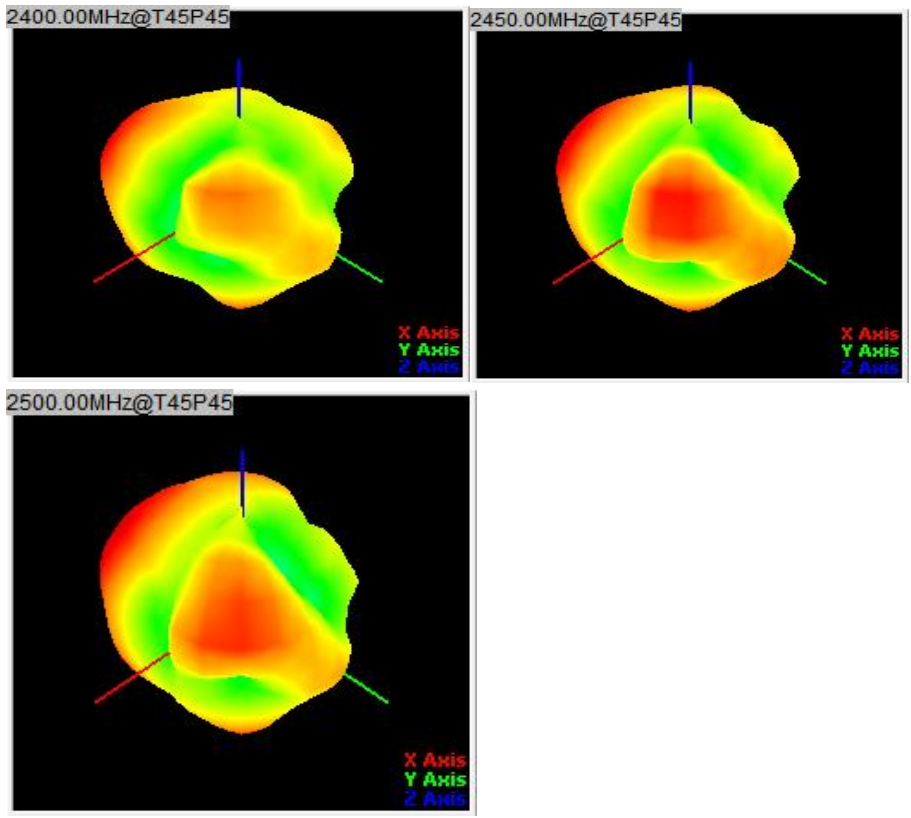 2400.00MHz@T45P45
X Axis
Y Axis
Z Axis
2450.00MHz@T45P45
X Axis
Y Axis
Z Axis
2500.00MHz@T45P45
X Axis
Y Axis
Z Axis